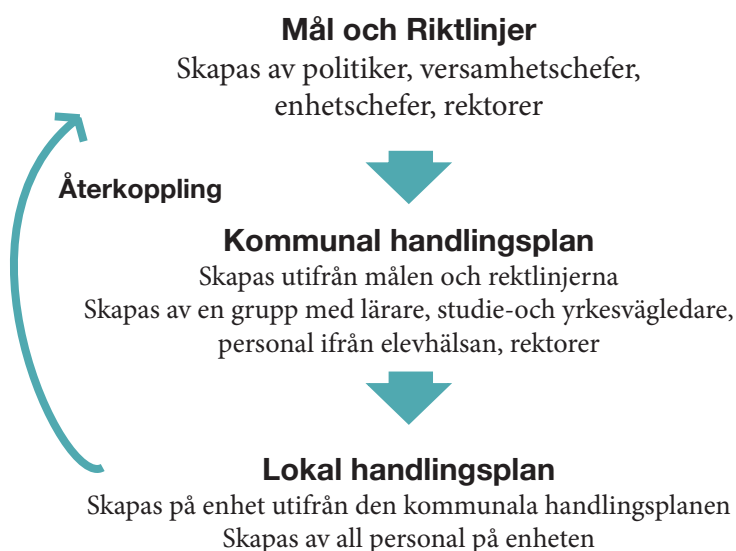 Mål och Riktlinjer
Skapas av politiker, versamhetschefer,
enhetschefer, rektorer
Återkoppling
Kommunal handlingsplan
Skapas utifrån målen och rektlinjerna
Skapas av en grupp med lärare, studie-och yrkesvägledare,
personal ifrån elevhälsan, rektorer
Lokal handlingsplan
Skapas på enhet utifrån den kommunala handlingsplanen
Skapas av all personal på enheten